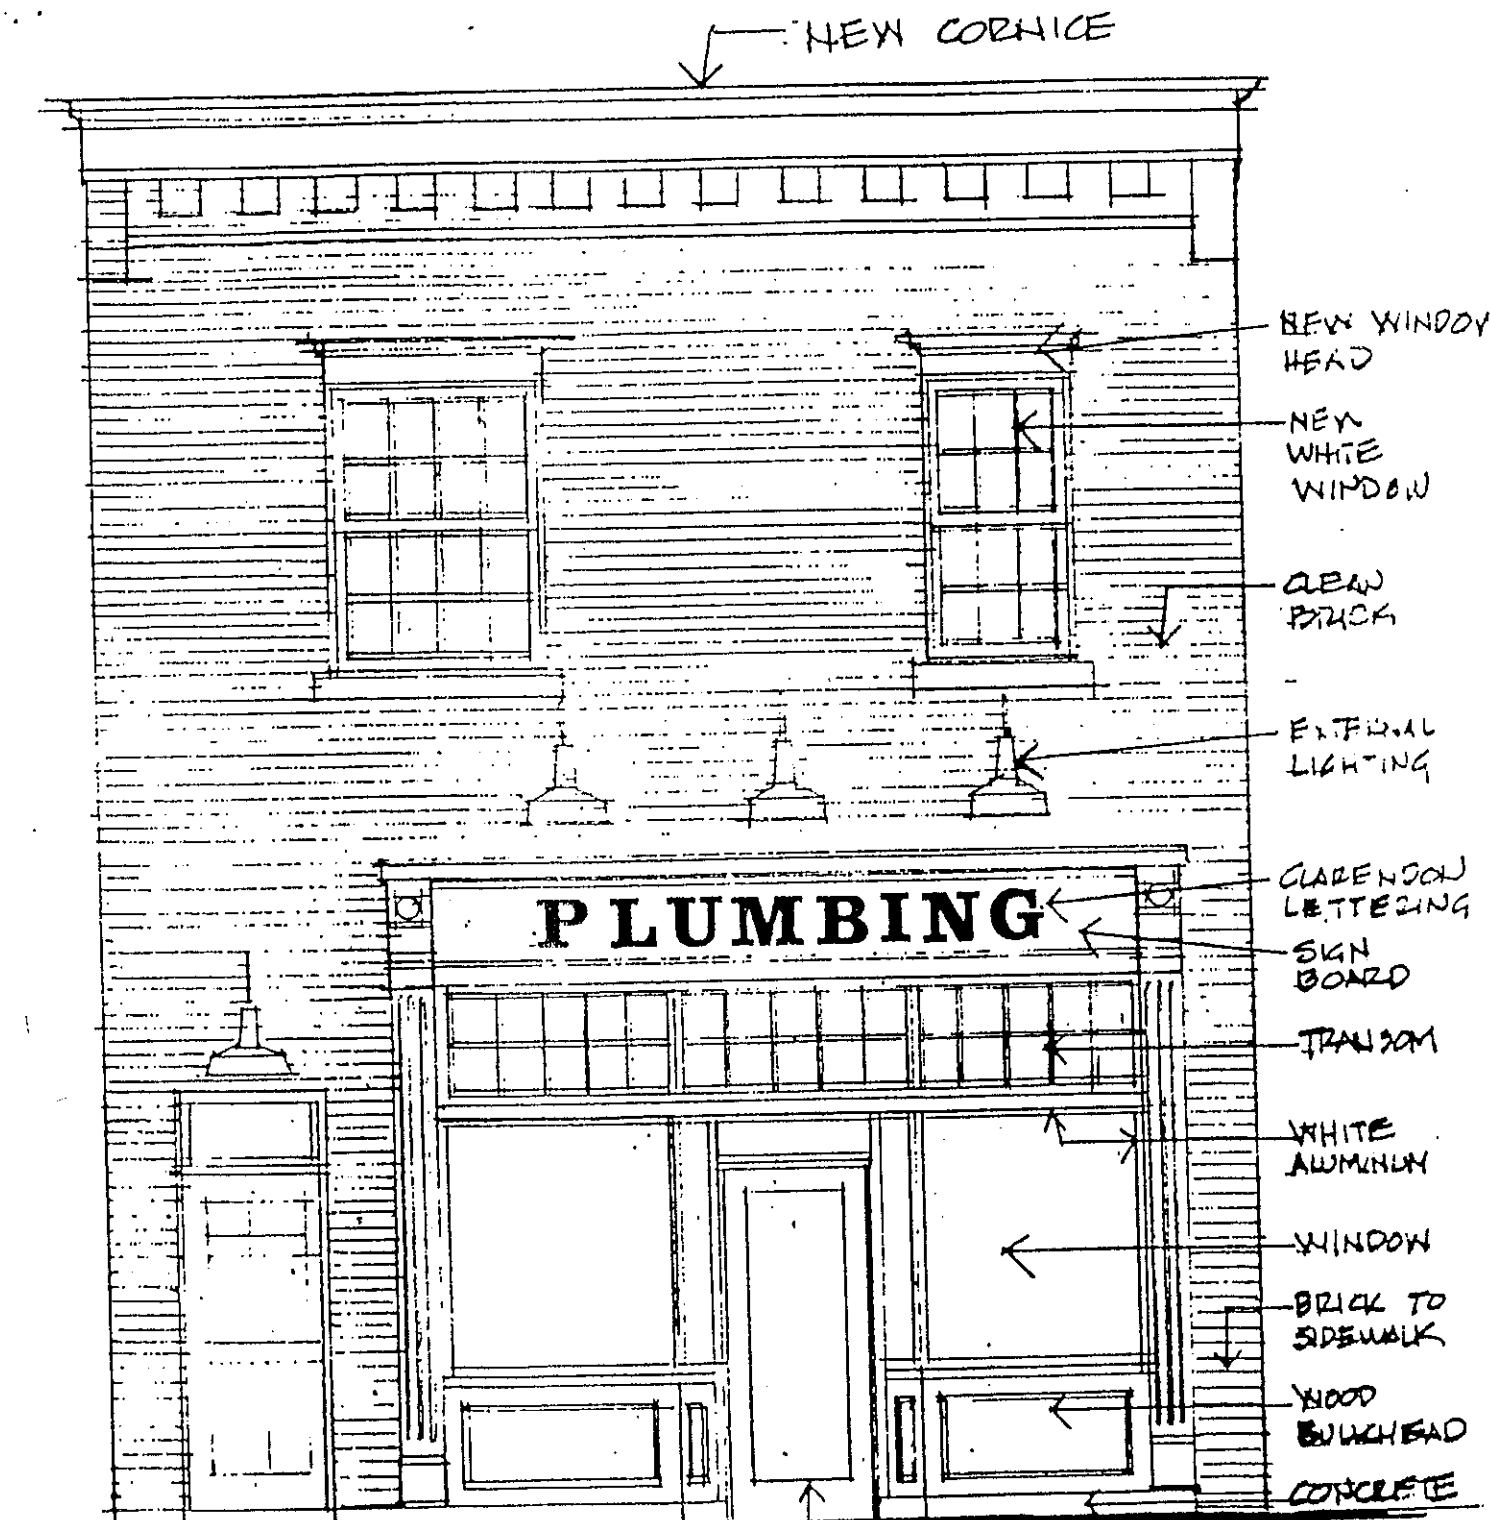 NEW CORNICE
NEW WINDOW
HEAD
NEW
WHITE
WINDOW
CLEAN
BRICK
EXTERNAL
LIGHTING
PLUMBING
CLARENDON
LETTERING
SIGN
BOARD
TRANSOM
WHITE
ALUMINUM
WINDOW
BRICK TO
SIDEWALK
WOOD
BULKHEAD
CONCRETE